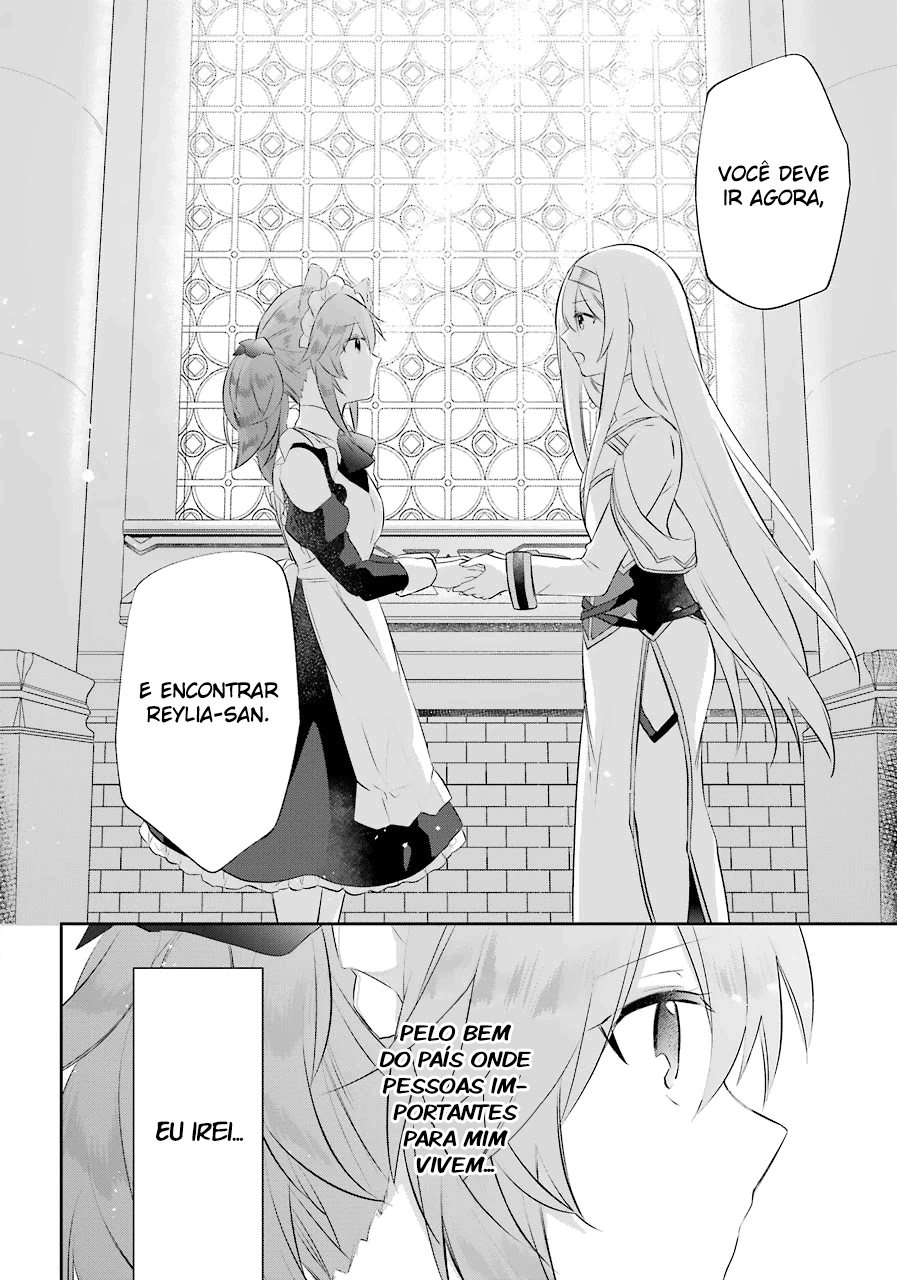 VOCÊ DEVE
IR AGORA,
E ENCONTRAR
REYLIA-SAN.
PELO BEM
DO PAÍS ONDE
PESSOAS IM-
PORTANTES
PARA MIM
VIVEM...
EU IREI...